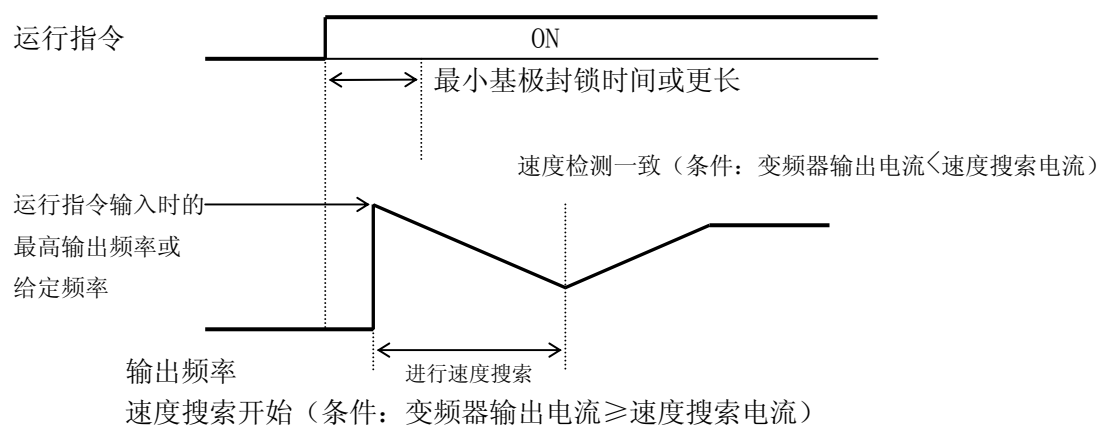 运行指令
ON
最小基极封锁时间或更长
速度检测一致（条件：变频器输出电流<速度搜索电流）
运行指令输入时的
最高输出频率或
给定频率
进行速度搜索
输出频率
速度搜索开始（条件：变频器输出电流≥速度搜索电流）